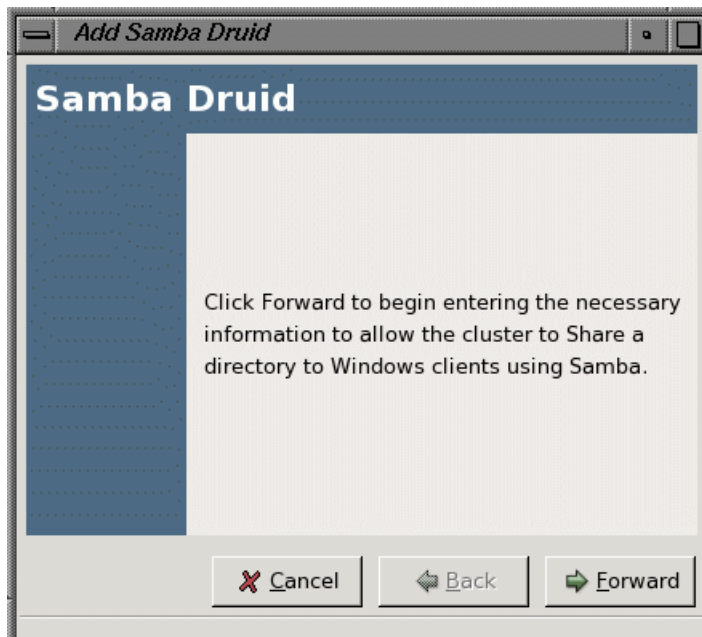 Add Samba Druid
Samba Druid
Click Forward to begin entering the necessary
information to allow the cluster to Share a
directory to Windows clients using Samba.
Cancel
Back
Forward